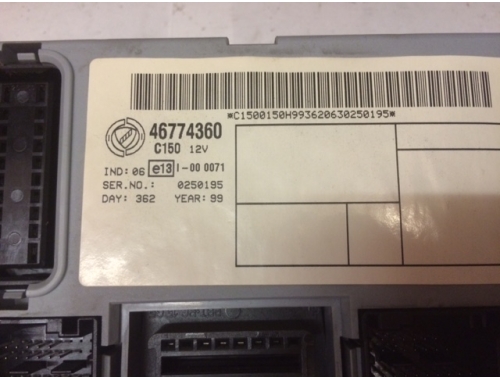 *C1500150H993620630250195*
46774360
C150 12V
IND: 06 e13 I-00 0071
SER.NO.: 0250195
DAY: 362 YEAR: 99